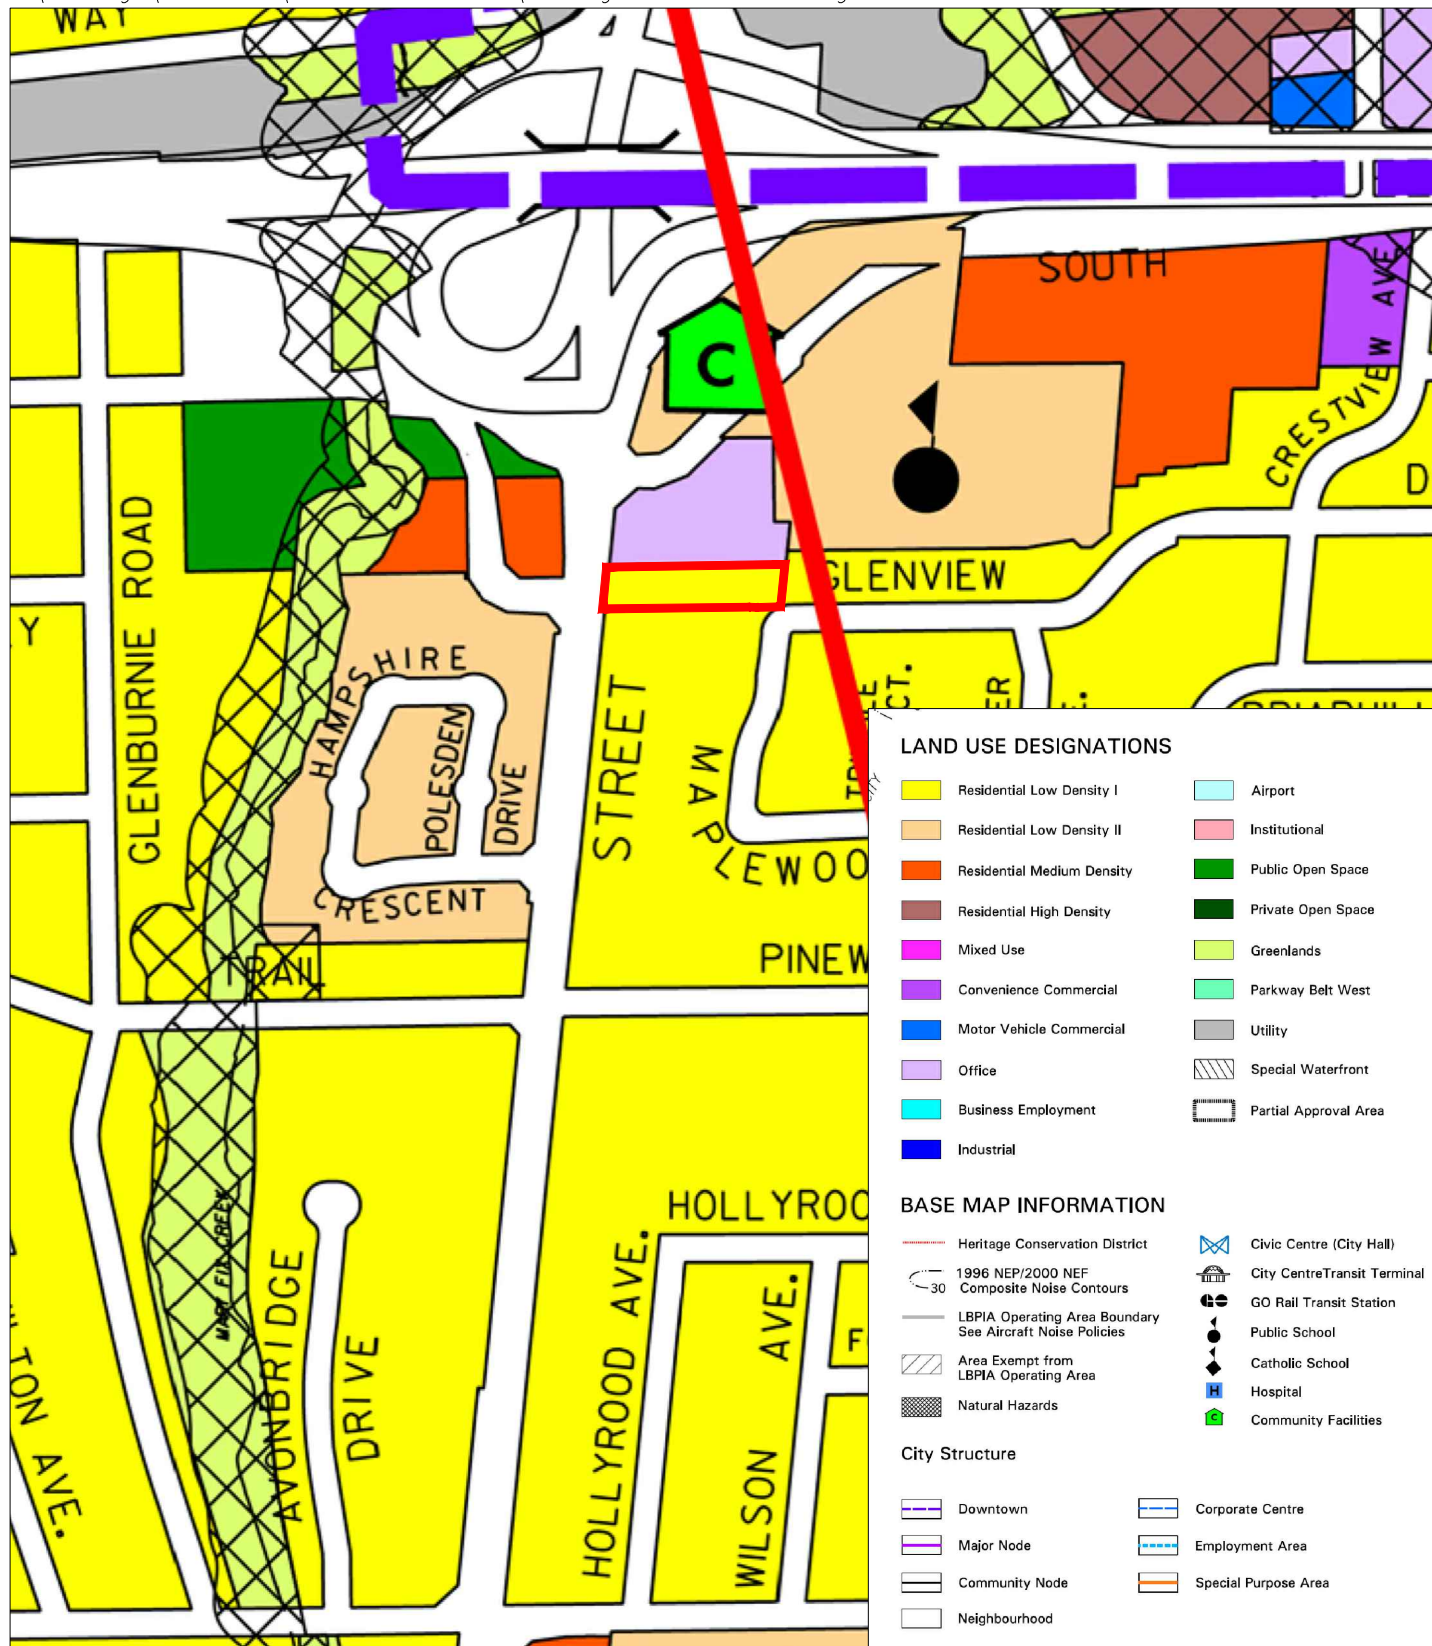 WAY
SOUTH
CRESTVIEW AVE
C
D
GLENBURNIE ROAD
GLENVIEW
HAMPSHIRE
POLESDEN
DRIVE
CRESCENT
STREET
MAPLEWOO
CT.
TRAIL
PINEW
HOLLYROO
MARY FIX CREEK
AVONBRIDGE
DRIVE
HOLLYROOD AVE.
WILSON AVE.
AVE.
LAND USE DESIGNATIONS
Residential Low Density I
Residential Low Density II
Residential Medium Density
Residential High Density
Mixed Use
Convenience Commercial
Motor Vehicle Commercial
Office
Business Employment
Industrial
Airport
Institutional
Public Open Space
Private Open Space
Greenlands
Parkway Belt West
Utility
Special Waterfront
Partial Approval Area
BASE MAP INFORMATION
Heritage Conservation District
30
1996 NEP/2000 NEF
Composite Noise Contours
LBPIA Operating Area Boundary
See Aircraft Noise Policies
Area Exempt from
LBPIA Operating Area
Natural Hazards
Civic Centre (City Hall)
City CentreTransit Terminal
GO Rail Transit Station
Public School
Catholic School
H
Hospital
C
Community Facilities
City Structure
Downtown
Major Node
Community Node
Neighbourhood
Corporate Centre
Employment Area
Special Purpose Area